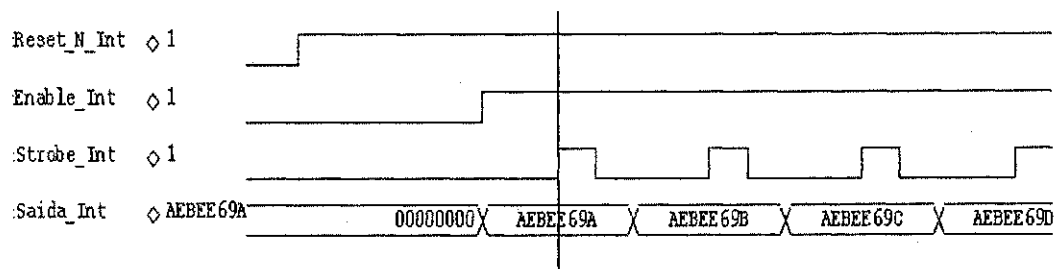 :Reset_N_Int ◇ 1
:Enable_Int ◇ 1
:Strobe_Int ◇ 1
:Saida_Int ◇ AEBEE69A 00000000 AEBEE69A AEBEE69B AEBEE69C AEBEE69D